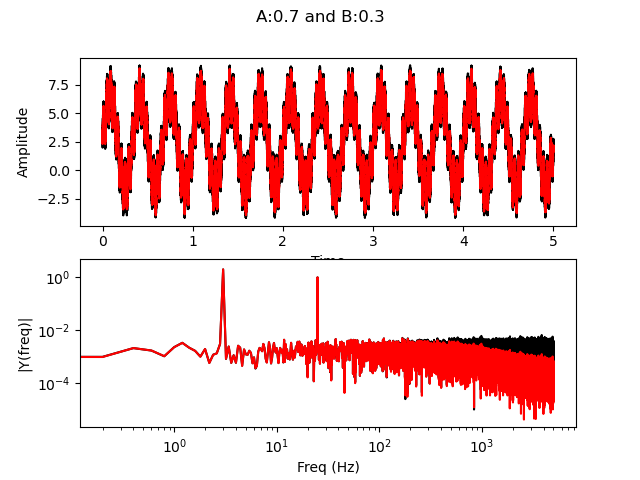 A:0.7 and B:0.3
Amplitude
7.5
5.0
2.5
0.0
−2.5
0 1 2 3 4 5
|Y(freq)|
10⁰
10⁻²
10⁻⁴
10⁰ 10¹ 10² 10³
Freq (Hz)